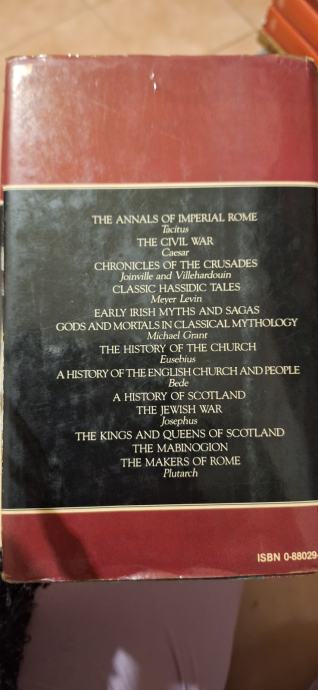 THE ANNALS OF IMPERIAL ROME
Tacitus
THE CIVIL WAR
Caesar
CHRONICLES OF THE CRUSADES
Joinville and Villehardouin
CLASSIC HASSIDIC TALES
Meyer Levin
EARLY IRISH MYTHS AND SAGAS
GODS AND MORTALS IN CLASSICAL MYTHOLOGY
Michael Grant
THE HISTORY OF THE CHURCH
Eusebius
A HISTORY OF THE ENGLISH CHURCH AND PEOPLE
Bede
A HISTORY OF SCOTLAND
THE JEWISH WAR
Josephus
THE KINGS AND QUEENS OF SCOTLAND
THE MABINOGION
THE MAKERS OF ROME
Plutarch
ISBN 0-88029-